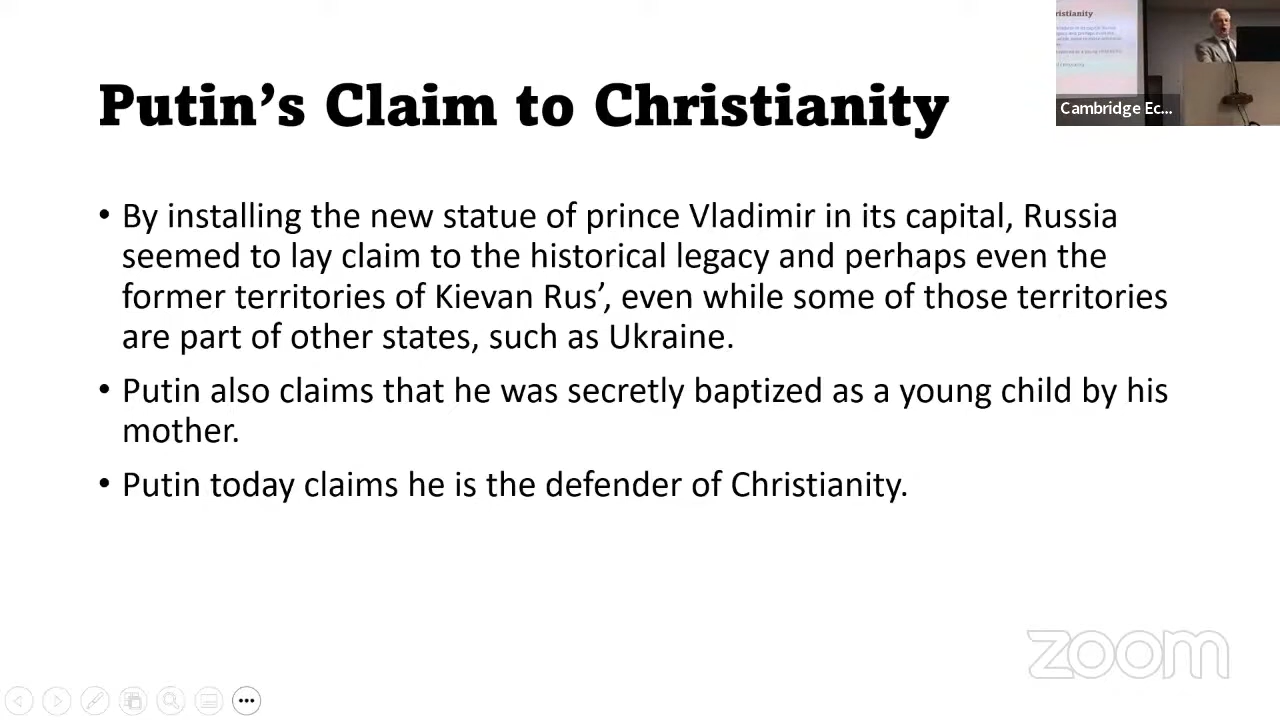 Putin's Claim to Christianity
• By installing the new statue of prince Vladimir in its capital, Russia
seemed to lay claim to the historical legacy and perhaps even the
former territories of Kievan Rus', even while some of those territories
are part of other states, such as Ukraine.
• Putin also claims that he was secretly baptized as a young child by his
mother.
• Putin today claims he is the defender of Christianity.
ristianity
Cambridge Ec...
zoom